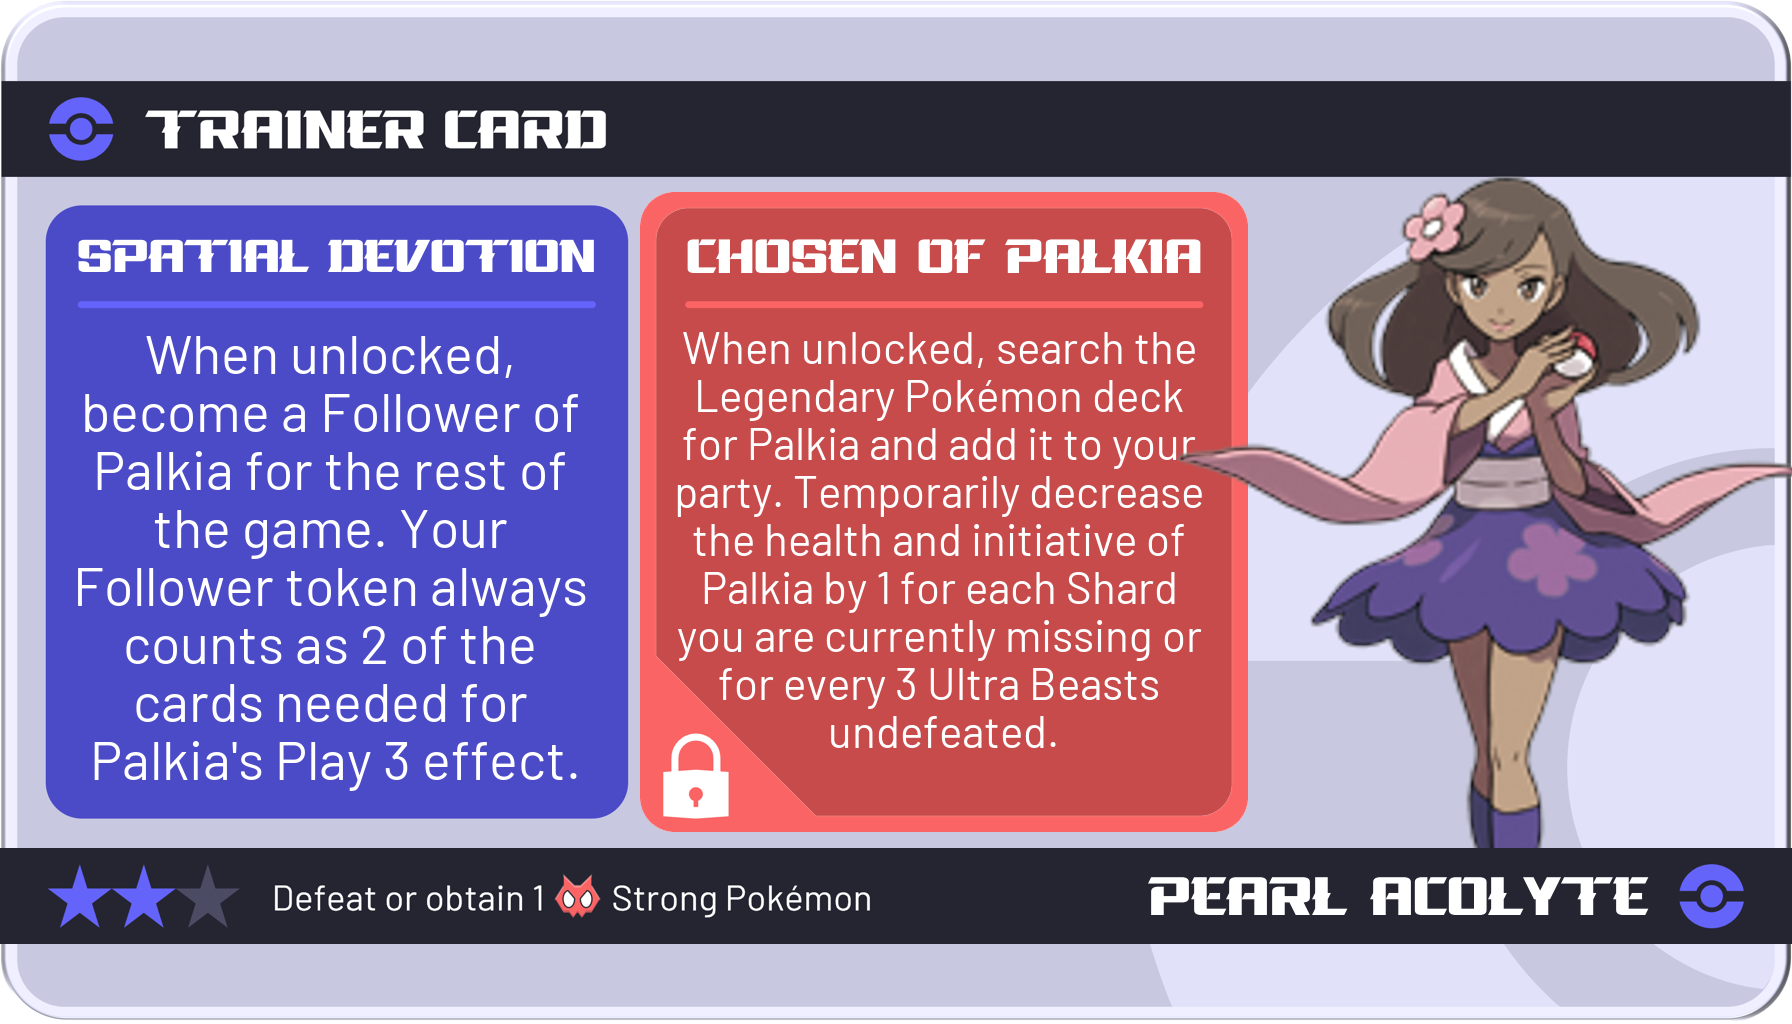 TRAINER CARD
SPATIAL DEVOTION
When unlocked,
become a Follower of
Palkia for the rest of
the game. Your
Follower token always
counts as 2 of the
cards needed for
Palkia's Play 3 effect.
CHOSEN OF PALKIA
When unlocked, search the
Legendary Pokémon deck
for Palkia and add it to your
party. Temporarily decrease
the health and initiative of
Palkia by 1 for each Shard
you are currently missing or
for every 3 Ultra Beasts
undefeated.
Defeat or obtain 1 Strong Pokémon
PEARL ACOLYTE